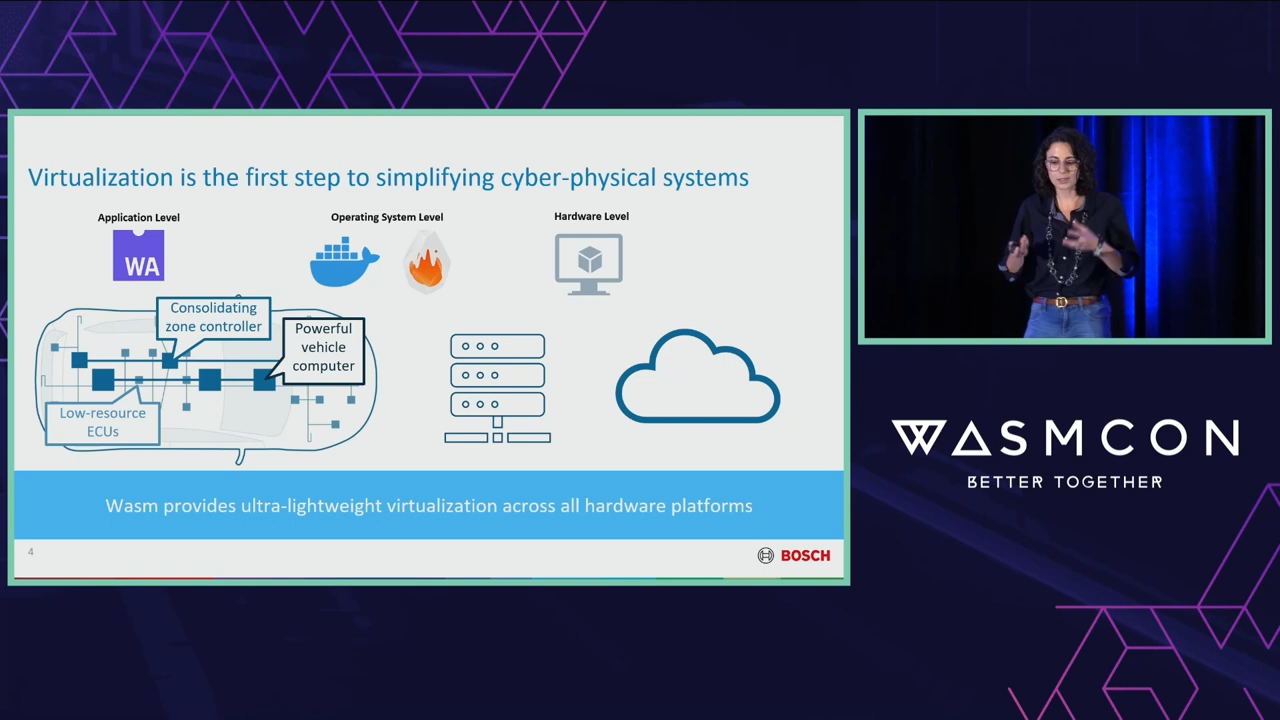 Virtualization is the first step to simplifying cyber-physical systems
Application Level
Operating System Level
Hardware Level
WA
Consolidating
zone controller
Powerful
vehicle
computer
Low-resource
ECUs
Wasm provides ultra-lightweight virtualization across all hardware platforms
4
BOSCH
WASMCON
BETTER TOGETHER